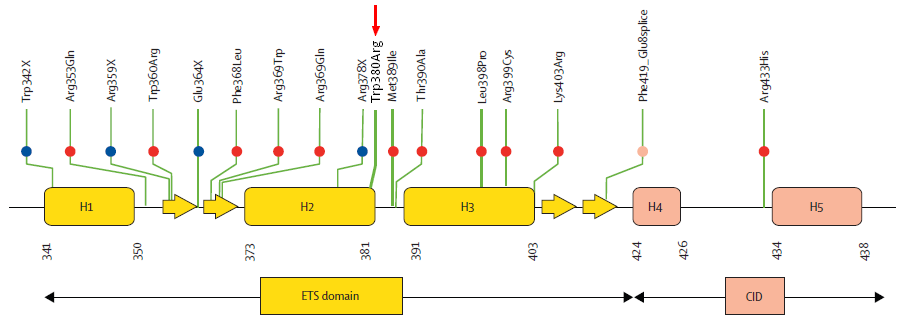 Trp342X
Arg353Gln
Arg359X
Trp360Arg
Glu364X
Phe368Leu
Arg369Trp
Arg369Gln
Arg378X
Trp380Arg
Met389Ile
Thr390Ala
Leu398Pro
Arg399Cys
Lys403Arg
Phe419_Glu8splice
Arg433His
H1
H2
H3
H4
H5
341
350
373
381
391
403
424
426
434
438
ETS domain
CID